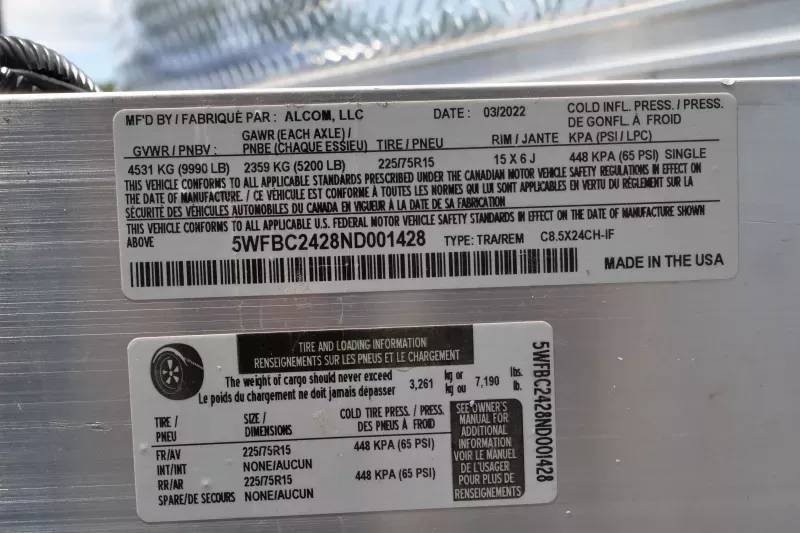 MF'D BY / FABRIQUÉ PAR : ALCOM, LLC DATE : 03/2022 COLD INFL. PRESS. / PRESS. DE GONFL. À FROID
GVWR / PNBV : GAWR (EACH AXLE) / PNBE (CHAQUE ESSIEU) TIRE / PNEU RIM / JANTE KPA (PSI / LPC)
4531 KG (9990 LB) 2359 KG (5200 LB) 225/75R15 15 X 6 J 448 KPA (65 PSI) SINGLE
THIS VEHICLE CONFORMS TO ALL APPLICABLE STANDARDS PRESCRIBED UNDER THE CANADIAN MOTOR VEHICLE SAFETY REGULATIONS IN EFFECT ON
THE DATE OF MANUFACTURE. / CE VÉHICULE EST CONFORME À TOUTES LES NORMES QUI LUI SONT APPLICABLES EN VERTU DU RÈGLEMENT SUR LA
SÉCURITÉ DES VÉHICULES AUTOMOBILES DU CANADA EN VIGUEUR À LA DATE DE SA FABRICATION
THIS VEHICLE CONFORMS TO ALL APPLICABLE U.S. FEDERAL MOTOR VEHICLE SAFETY STANDARDS IN EFFECT ON THE DATE OF MANUFACTURE SHOWN
ABOVE 5WFBC2428ND001428 TYPE: TRA/REM C8.5X24CH-IF
MADE IN THE USA
TIRE AND LOADING INFORMATION
RENSEIGNEMENTS SUR LES PNEUS ET LE CHARGEMENT
The weight of cargo should never exceed 3,261 kg or 7,190 lbs.
Le poids du chargement ne doit jamais dépasser kg ou lb.
TIRE / PNEU SIZE / DIMENSIONS COLD TIRE PRESS. / PRESS. DES PNEUS À FROID
FR/AV 225/75R15 448 KPA (65 PSI)
INT/INT NONE/AUCUN
RR/AR 225/75R15 448 KPA (65 PSI)
SPARE/DE SECOURS NONE/AUCUN
SEE OWNER'S
MANUAL FOR
ADDITIONAL
INFORMATION
VOIR LE MANUEL
DE L'USAGER
POUR PLUS DE
RENSEIGNEMENTS
5WFBC2428ND001428